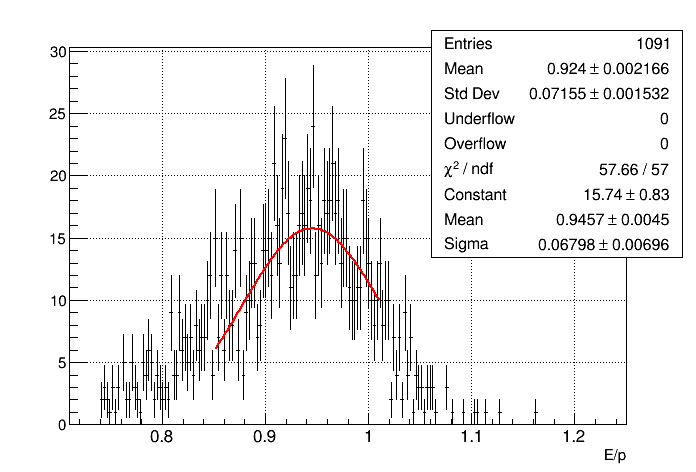 Entries 1091
Mean 0.924 ± 0.002166
Std Dev 0.07155 ± 0.001532
Underflow 0
Overflow 0
χ² / ndf 57.66 / 57
Constant 15.74 ± 0.83
Mean 0.9457 ± 0.0045
Sigma 0.06798 ± 0.00696
30
25
20
15
10
5
0
0.8 0.9 1 1.1 1.2
E/p